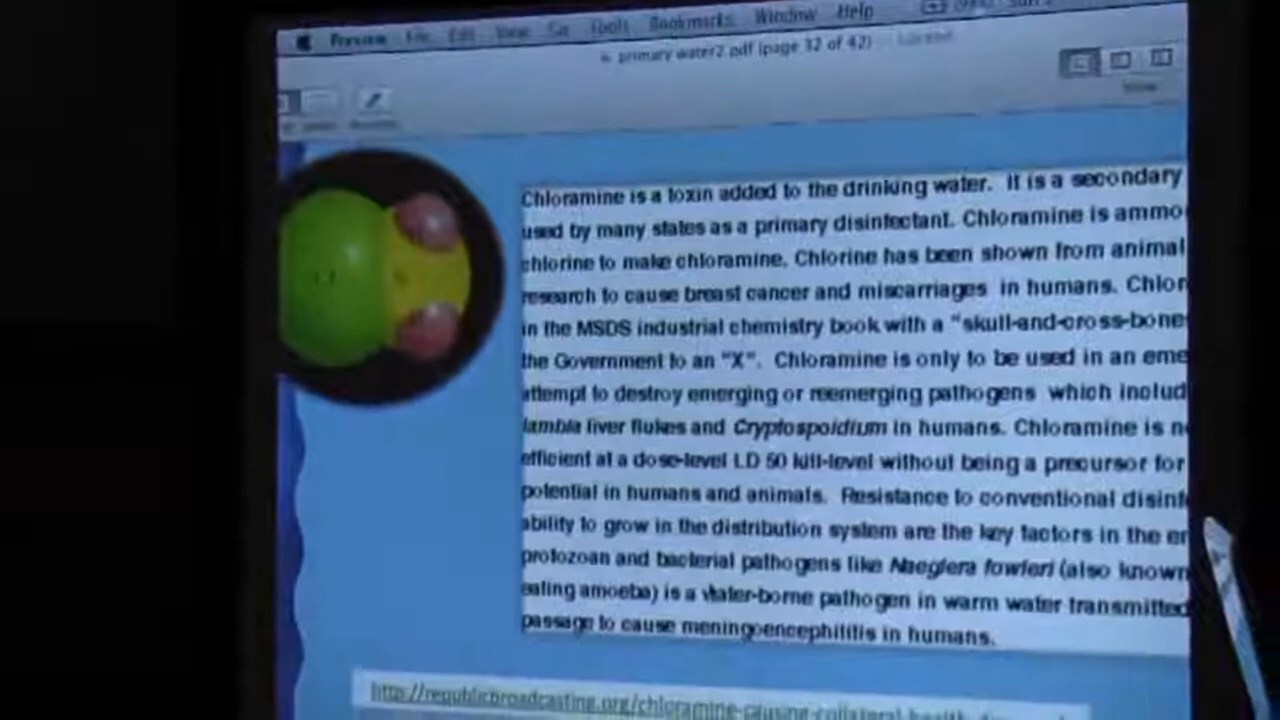 Preview File Edit View Go Tools Bookmarks Window Help
primary water2.pdf (page 32 of 42)
Chloramine is a toxin added to the drinking water. It is a secondary
used by many states as a primary disinfectant. Chloramine is ammo
chlorine to make chloramine. Chlorine has been shown from animal
research to cause breast cancer and miscarriages in humans. Chlor
in the MSDS industrial chemistry book with a "skull-and-cross-bone
the Government to an "X". Chloramine is only to be used in an eme
attempt to destroy emerging or reemerging pathogens which includ
lambla liver flukes and Cryptospoidium in humans. Chloramine is n
efficient at a dose-level LD 50 kill-level without being a precursor for
potential in humans and animals. Resistance to conventional disinf
ability to grow in the distribution system are the key factors in the er
protozoan and bacterial pathogens like Naeglera fowleri (also known
eating amoeba) is a water-borne pathogen in warm water transmitted
passage to cause meningoencephilitis in humans.
http://republicbroadcasting.org/chloramine-causing-collateral-health